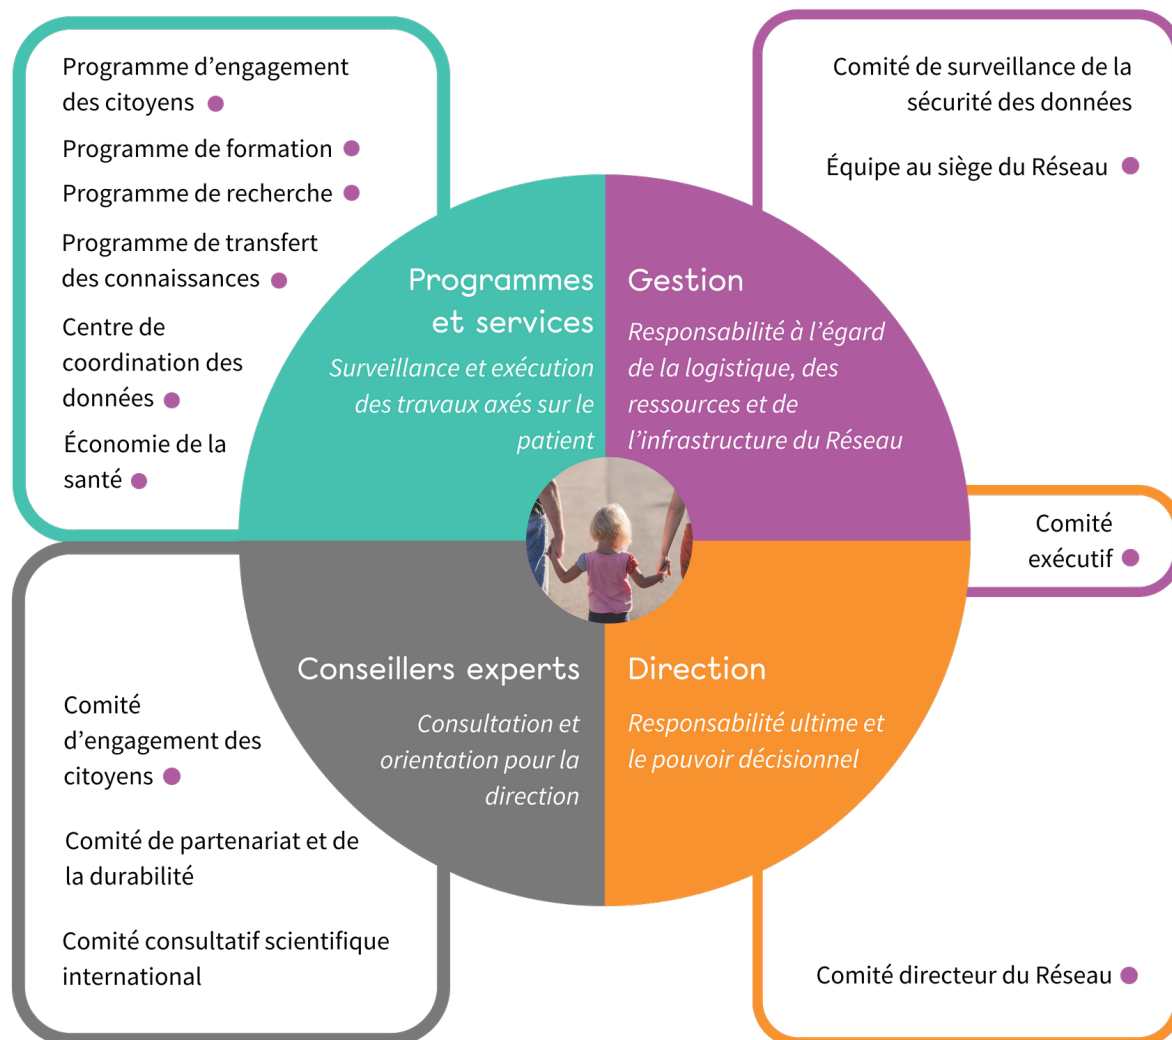 Programme d’engagement
des citoyens
Programme de formation
Programme de recherche
Programme de transfert
des connaissances
Centre de
coordination des
données
Économie de la
santé
Comité de surveillance de la
sécurité des données
Équipe au siège du Réseau
Programmes
et services
Surveillance et exécution
des travaux axés sur le
patient
Gestion
Responsabilité à l’égard
de la logistique, des
ressources et de
l’infrastructure du Réseau
Comité
exécutif
Conseillers experts
Consultation et
orientation pour la
direction
Direction
Responsabilité ultime et
le pouvoir décisionnel
Comité
d’engagement des
citoyens
Comité de partenariat et de
la durabilité
Comité consultatif scientifique
international
Comité directeur du Réseau